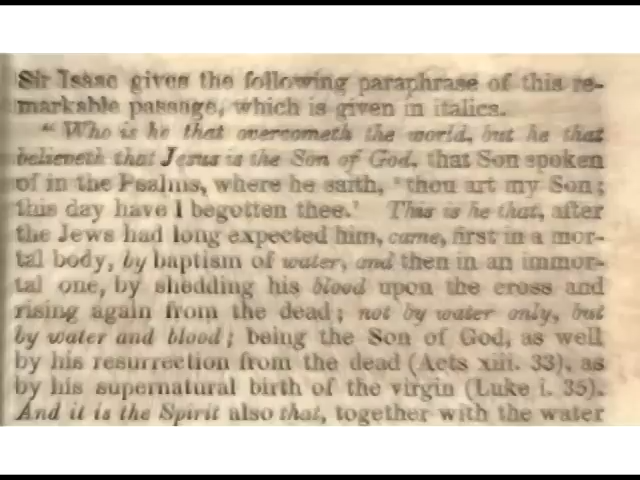 Sir Isaac gives the following paraphrase of this re-
markable passage, which is given in italics.
"Who is he that overcometh the world, but he that
believeth that Jesus is the Son of God, that Son spoken
of in the Psalms, where he saith, 'thou art my Son;
this day have I begotten thee.' This is he that, after
the Jews had long expected him, came, first in a mor-
tal body, by baptism of water, and then in an immor-
tal one, by shedding his blood upon the cross and
rising again from the dead; not by water only, but
by water and blood; being the Son of God, as well
by his resurrection from the dead (Acts xiii. 33), as
by his supernatural birth of the virgin (Luke i. 35).
And it is the Spirit also that, together with the water